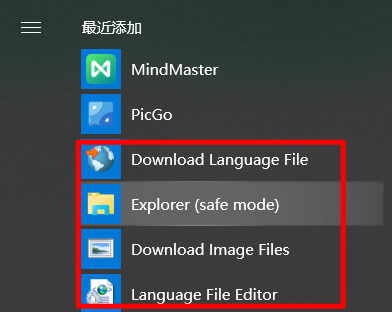 最近添加
MindMaster
PicGo
Download Language File
Explorer (safe mode)
Download Image Files
Language File Editor